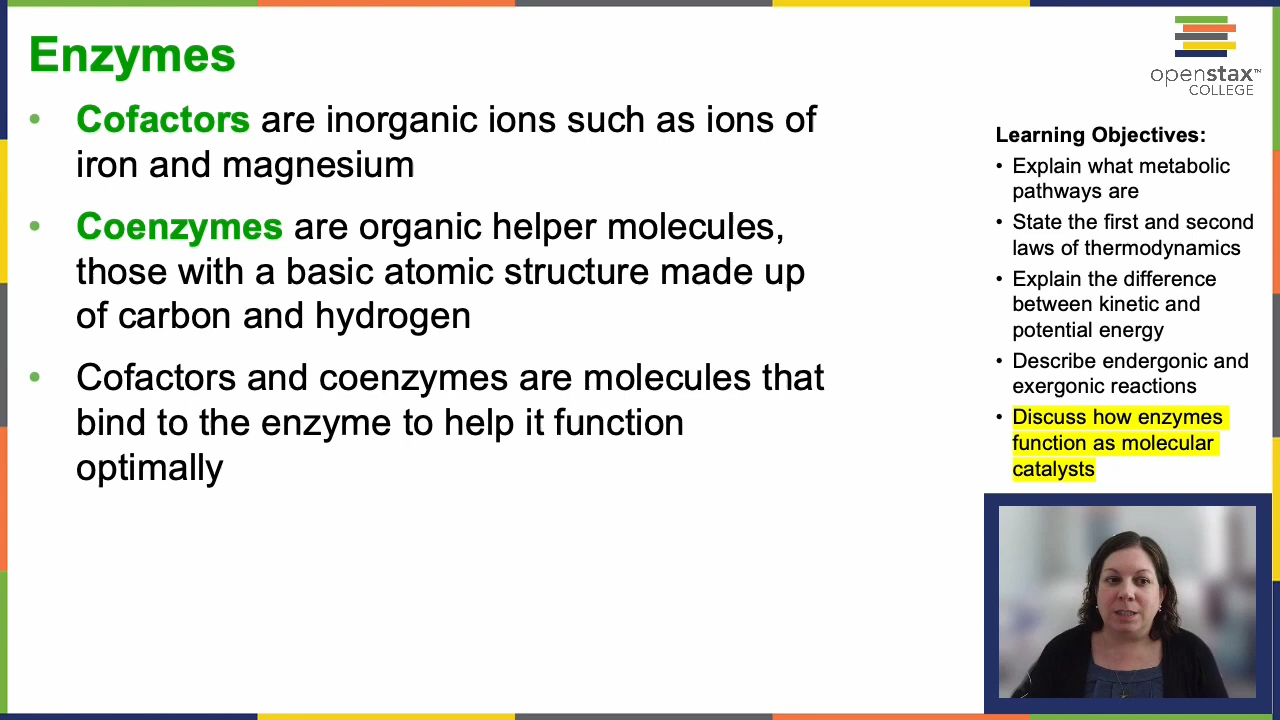 Enzymes
• Cofactors are inorganic ions such as ions of
iron and magnesium
• Coenzymes are organic helper molecules,
those with a basic atomic structure made up
of carbon and hydrogen
• Cofactors and coenzymes are molecules that
bind to the enzyme to help it function
optimally
openstax™
COLLEGE
Learning Objectives:
• Explain what metabolic
pathways are
• State the first and second
laws of thermodynamics
• Explain the difference
between kinetic and
potential energy
• Describe endergonic and
exergonic reactions
• Discuss how enzymes
function as molecular
catalysts